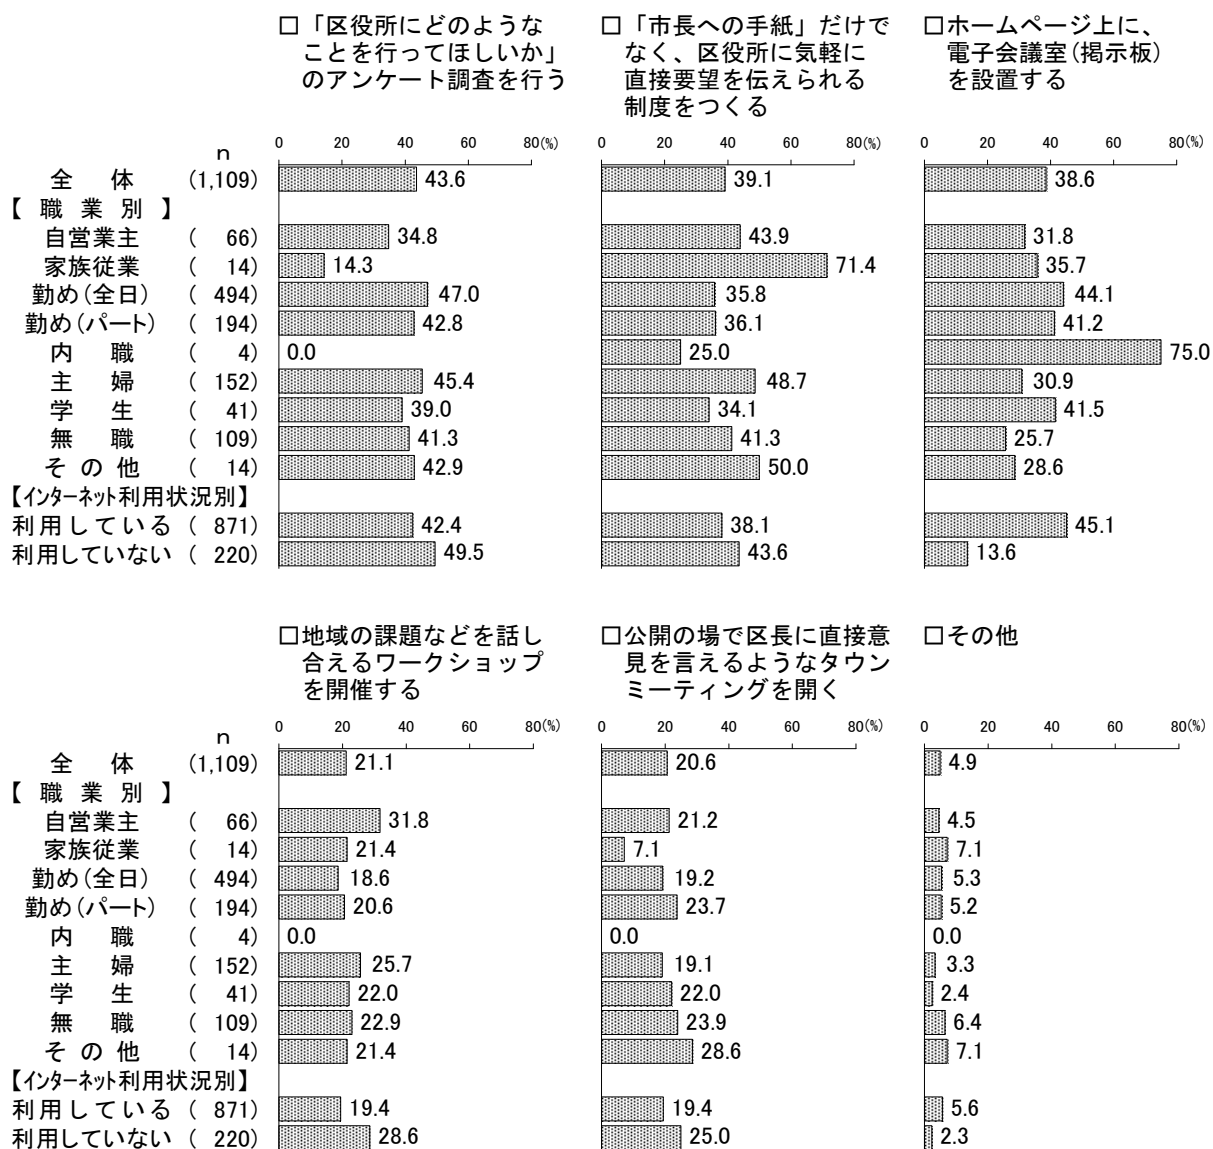 □「区役所にどのような
ことを行ってほしいか」
のアンケート調査を行う
□「市長への手紙」だけで
なく、区役所に気軽に
直接要望を伝えられる
制度をつくる
□ホームページ上に、
電子会議室(掲示板)
を設置する
n 0 20 40 60 80(%) 0 20 40 60 80(%) 0 20 40 60 80(%)
全体 (1,109) 43.6 39.1 38.6
【職業別】
自営業主 ( 66) 34.8 43.9 31.8
家族従業 ( 14) 14.3 71.4 35.7
勤め(全日) ( 494) 47.0 35.8 44.1
勤め(パート) ( 194) 42.8 36.1 41.2
内職 ( 4) 0.0 25.0 75.0
主婦 ( 152) 45.4 48.7 30.9
学生 ( 41) 39.0 34.1 41.5
無職 ( 109) 41.3 41.3 25.7
その他 ( 14) 42.9 50.0 28.6
【インターネット利用状況別】
利用している ( 871) 42.4 38.1 45.1
利用していない ( 220) 49.5 43.6 13.6
□地域の課題などを話し
合えるワークショップ
を開催する
□公開の場で区長に直接意
見を言えるようなタウン
ミーティングを開く
□その他
n 0 20 40 60 80(%) 0 20 40 60 80(%) 0 20 40 60 80(%)
全体 (1,109) 21.1 20.6 4.9
【職業別】
自営業主 ( 66) 31.8 21.2 4.5
家族従業 ( 14) 21.4 7.1 7.1
勤め(全日) ( 494) 18.6 19.2 5.3
勤め(パート) ( 194) 20.6 23.7 5.2
内職 ( 4) 0.0 0.0 0.0
主婦 ( 152) 25.7 19.1 3.3
学生 ( 41) 22.0 22.0 2.4
無職 ( 109) 22.9 23.9 6.4
その他 ( 14) 21.4 28.6 7.1
【インターネット利用状況別】
利用している ( 871) 19.4 19.4 5.6
利用していない ( 220) 28.6 25.0 2.3